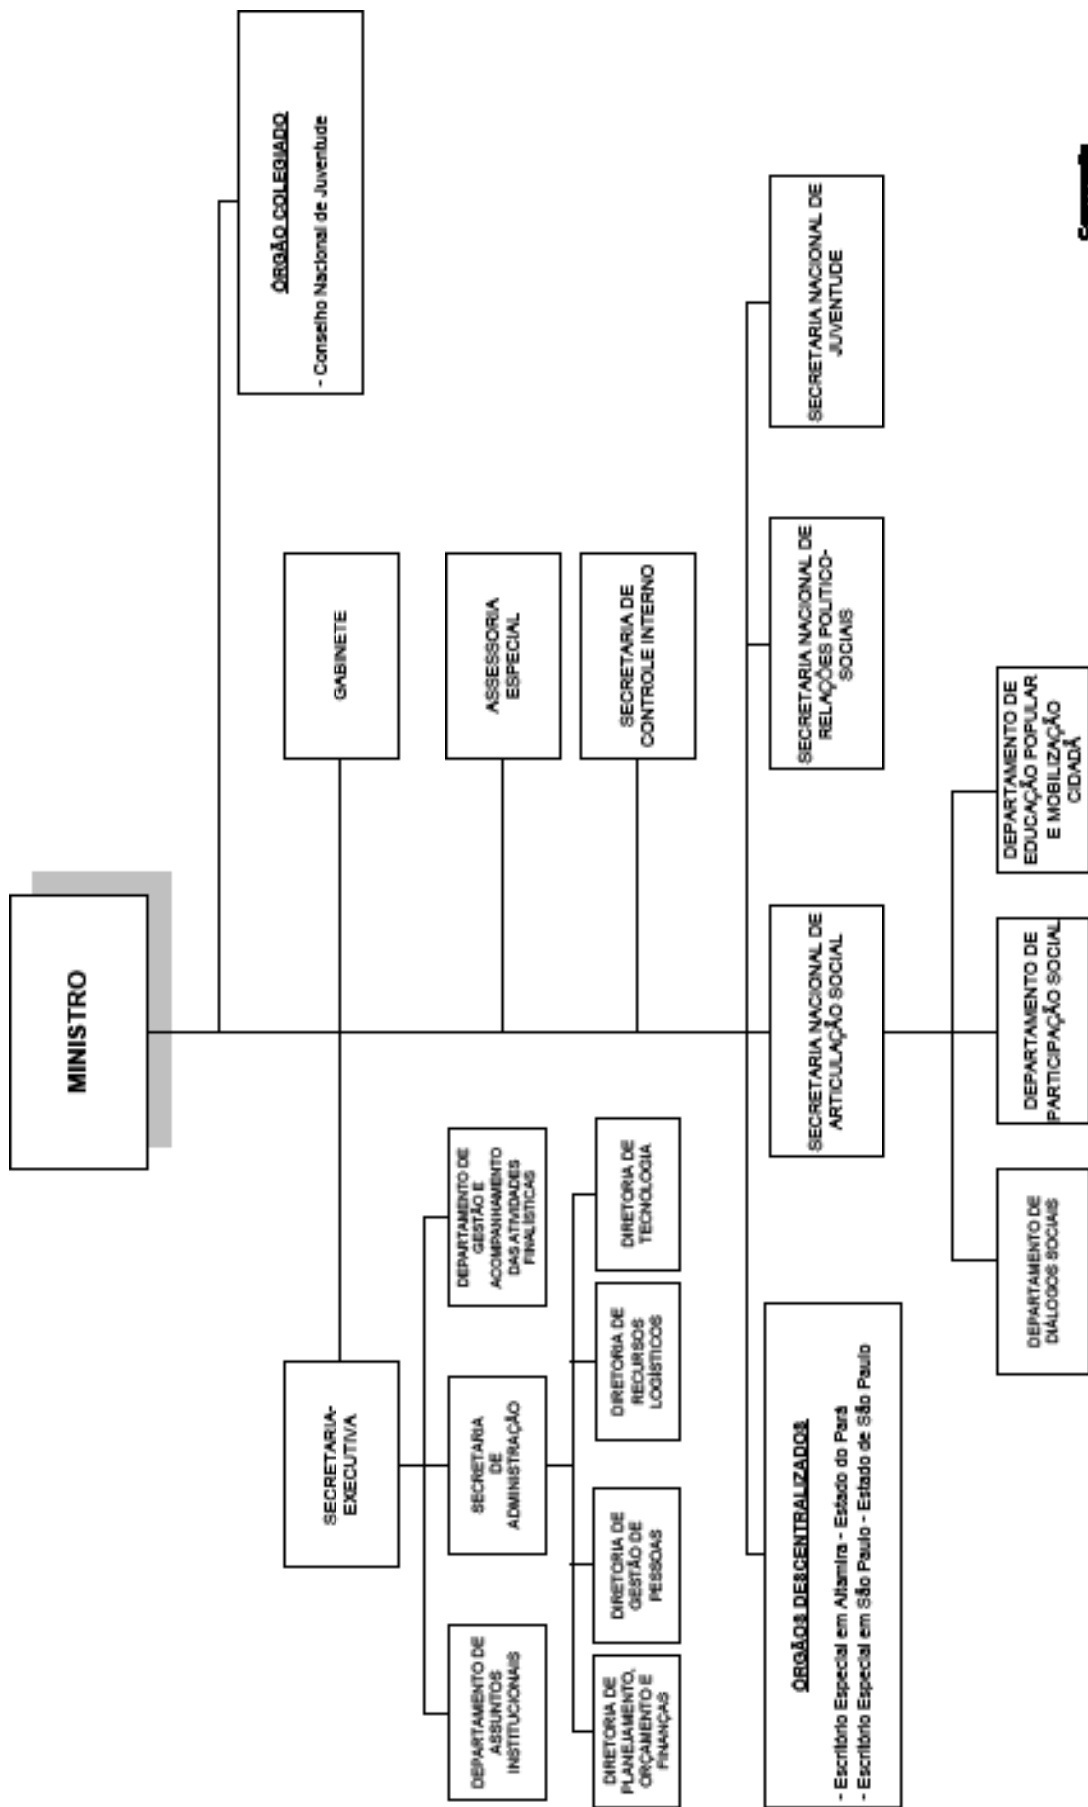 MINISTRO
ÓRGÃO COLEGIADO
- Conselho Nacional de Juventude
SECRETARIA-
EXECUTIVA
GABINETE
DEPARTAMENTO DE
ASSUNTOS
INSTITUCIONAIS
SECRETARIA
DE
ADMINISTRAÇÃO
DEPARTAMENTO DE
GESTÃO E
ACOMPANHAMENTO
DAS ATIVIDADES
FINALÍSTICAS
ASSESSORIA
ESPECIAL
DIRETORIA DE
PLANEJAMENTO,
ORÇAMENTO E
FINANÇAS
DIRETORIA DE
GESTÃO DE
PESSOAS
DIRETORIA DE
RECURSOS
LOGÍSTICOS
DIRETORIA DE
TECNOLOGIA
SECRETARIA DE
CONTROLE INTERNO
ÓRGÃOS DESCENTRALIZADOS
- Escritório Especial em Altamira - Estado do Pará
- Escritório Especial em São Paulo - Estado de São Paulo
SECRETARIA NACIONAL DE
ARTICULAÇÃO SOCIAL
SECRETARIA NACIONAL DE
RELAÇÕES POLITICO-
SOCIAIS
SECRETARIA NACIONAL DE
JUVENTUDE
DEPARTAMENTO DE
DIÁLOGOS SOCIAIS
DEPARTAMENTO DE
PARTICIPAÇÃO SOCIAL
DEPARTAMENTO DE
EDUCAÇÃO POPULAR
E MOBILIZAÇÃO
CIDADÃ